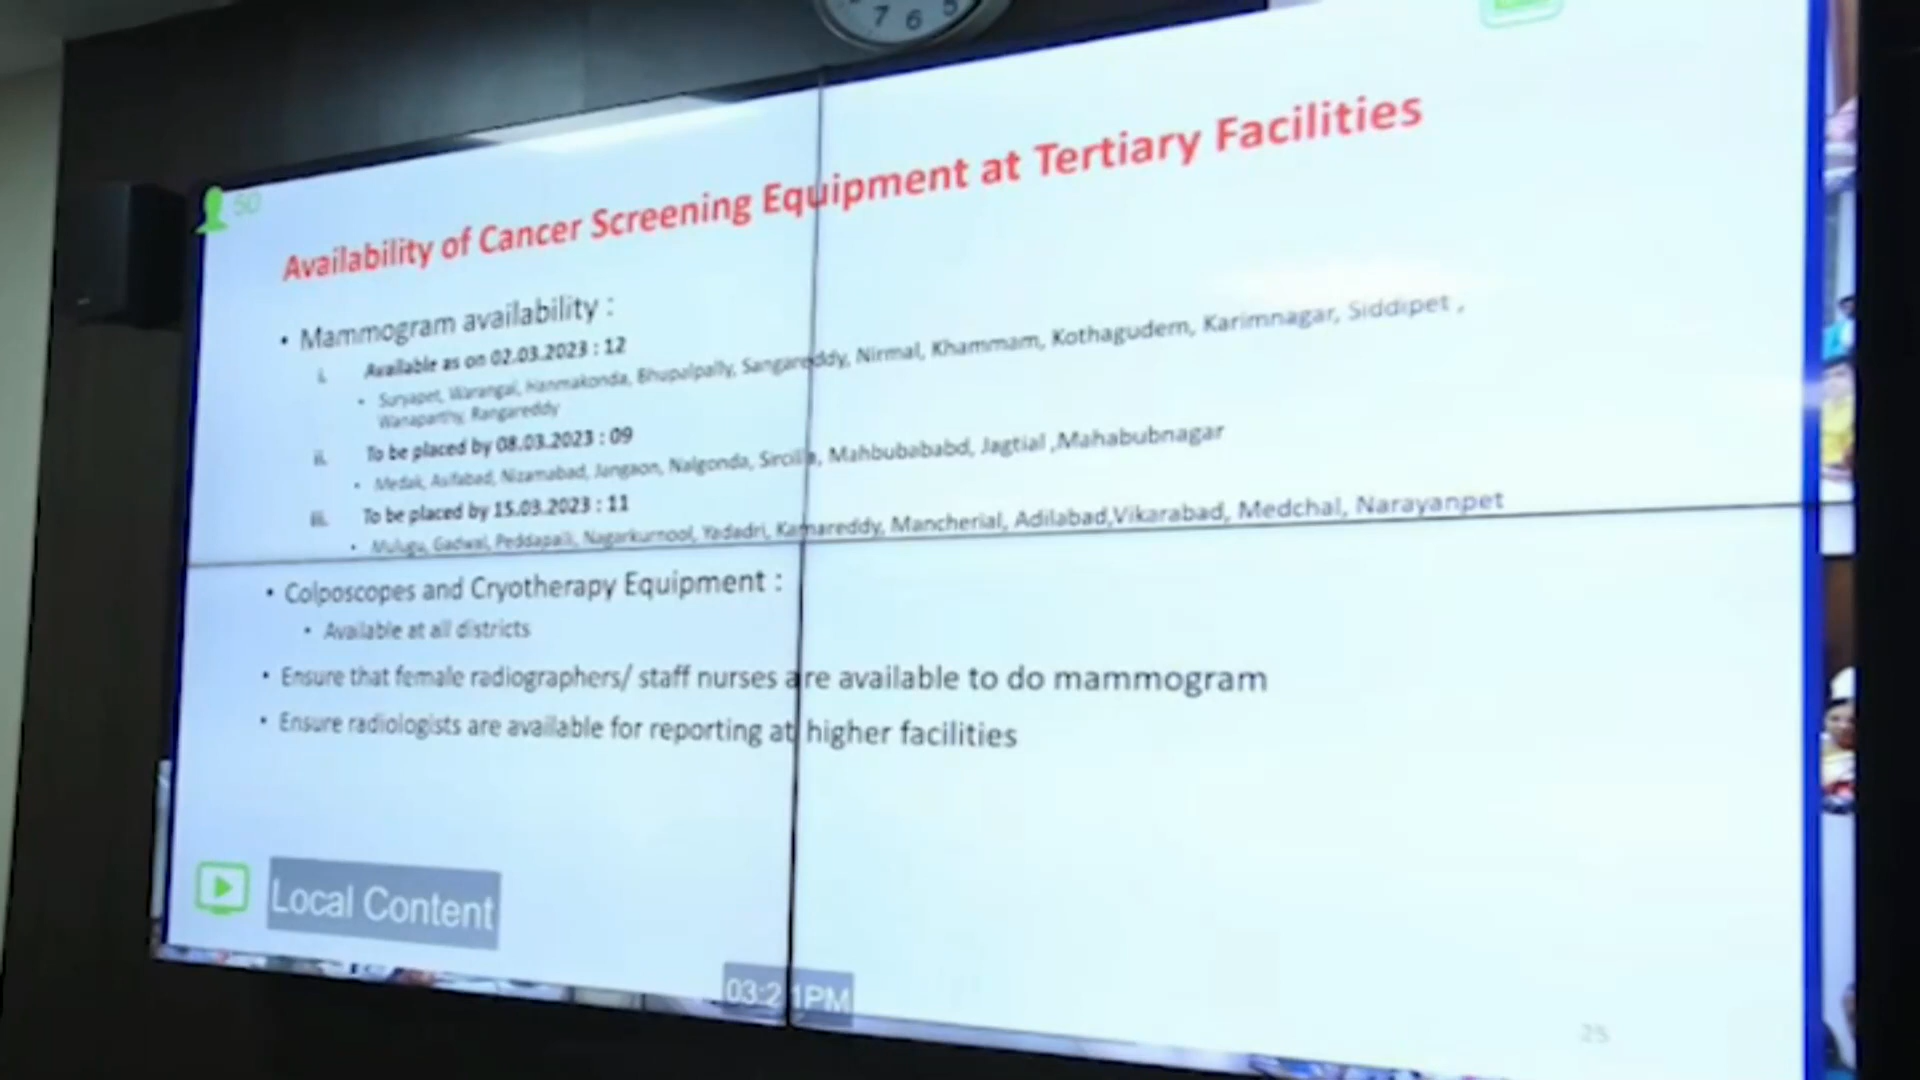 7 6 5
50
Availability of Cancer Screening Equipment at Tertiary Facilities
• Mammogram availability :
i. Available as on 02.03.2023 : 12
• Suryapet, Warangal, Hanmakonda, Bhupalpally, Sangareddy, Nirmal, Khammam, Kothagudem, Karimnagar, Siddipet ,
Wanaparthy, Rangareddy
ii. To be placed by 08.03.2023 : 09
• Medak, Asifabad, Nizamabad, Jangaon, Nalgonda, Sircilla, Mahbubababd, Jagtial ,Mahabubnagar
iii. To be placed by 15.03.2023 : 11
• Mulugu, Gadwal, Peddapalli, Nagarkurnool, Yadadri, Kamareddy, Mancherial, Adilabad,Vikarabad, Medchal, Narayanpet
• Colposcopes and Cryotherapy Equipment :
• Available at all districts
• Ensure that female radiographers/ staff nurses are available to do mammogram
• Ensure radiologists are available for reporting at higher facilities
Local Content
03:21PM
25